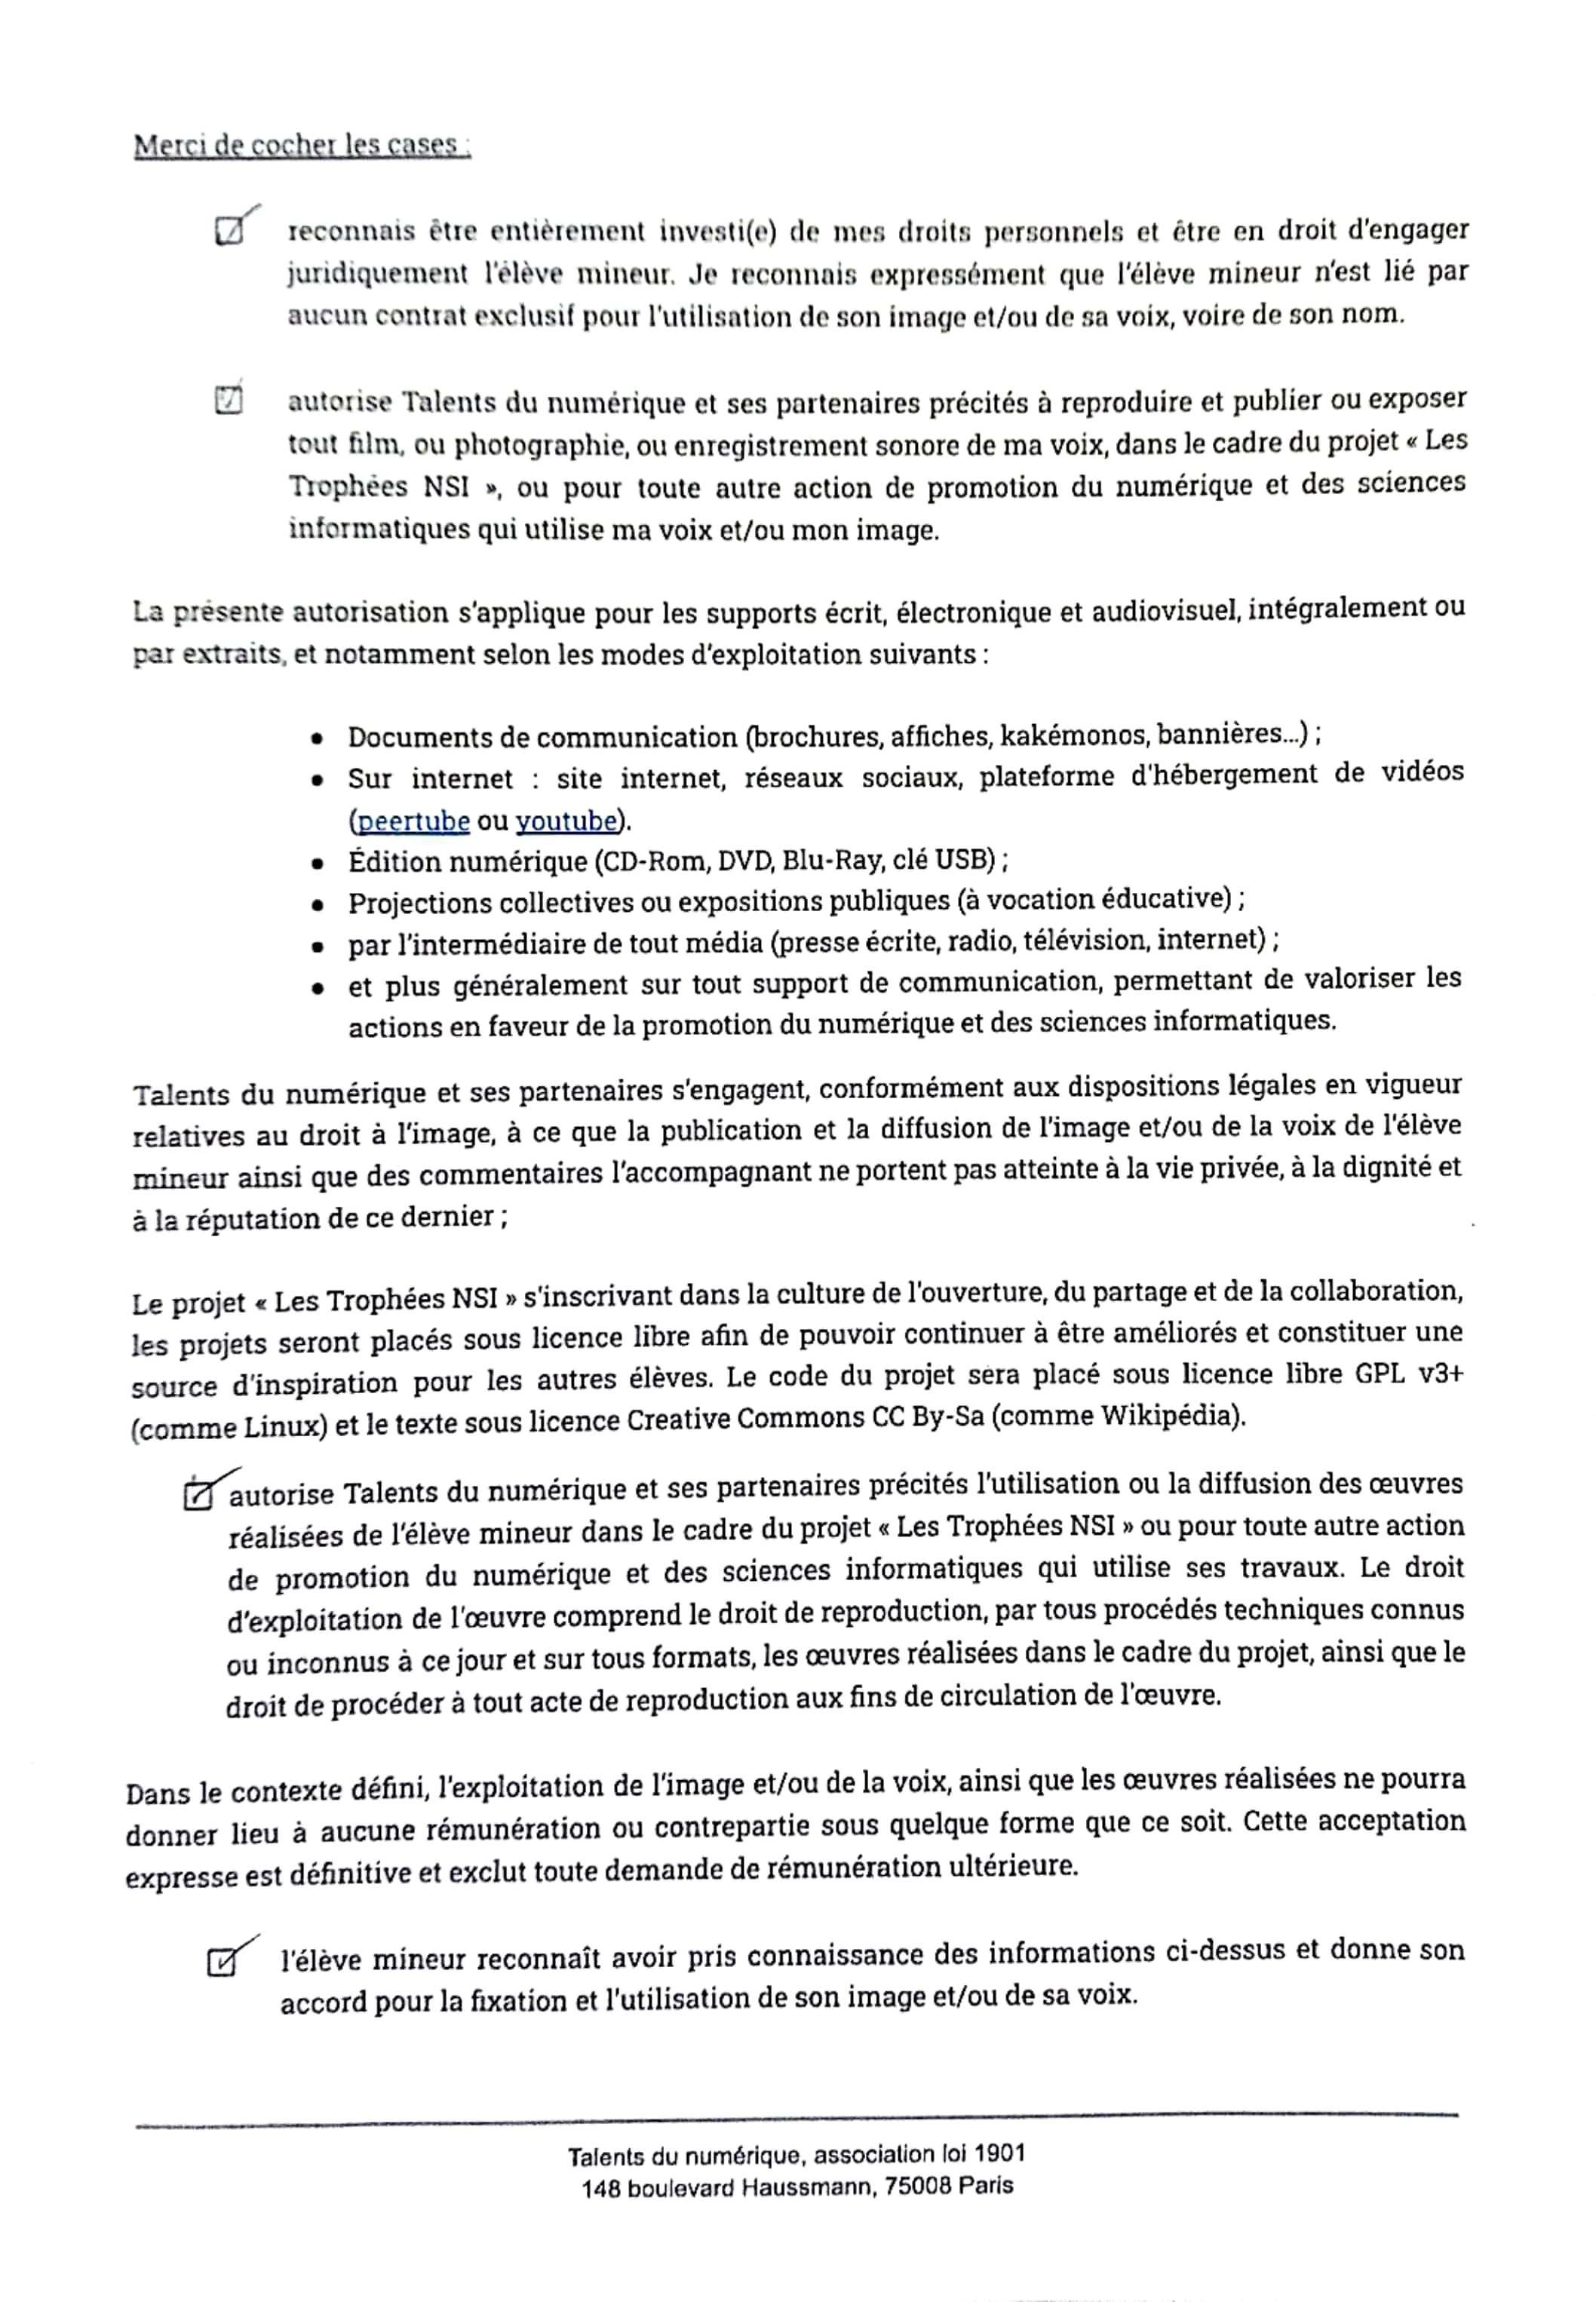 Merci de cocher les cases :
reconnais être entièrement investi(e) de mes droits personnels et être en droit d'engager
juridiquement l'élève mineur. Je reconnais expressément que l'élève mineur n'est lié par
aucun contrat exclusif pour l'utilisation de son image et/ou de sa voix, voire de son nom.
autorise Talents du numérique et ses partenaires précités à reproduire et publier ou exposer
tout film, ou photographie, ou enregistrement sonore de ma voix, dans le cadre du projet « Les
Trophées NSI », ou pour toute autre action de promotion du numérique et des sciences
informatiques qui utilise ma voix et/ou mon image.
La présente autorisation s'applique pour les supports écrit, électronique et audiovisuel, intégralement ou
par extraits, et notamment selon les modes d'exploitation suivants :
• Documents de communication (brochures, affiches, kakémonos, bannières...) ;
• Sur internet : site internet, réseaux sociaux, plateforme d'hébergement de vidéos
(peertube ou youtube).
• Édition numérique (CD-Rom, DVD, Blu-Ray, clé USB) ;
• Projections collectives ou expositions publiques (à vocation éducative) ;
• par l'intermédiaire de tout média (presse écrite, radio, télévision, internet) ;
• et plus généralement sur tout support de communication, permettant de valoriser les
actions en faveur de la promotion du numérique et des sciences informatiques.
Talents du numérique et ses partenaires s'engagent, conformément aux dispositions légales en vigueur
relatives au droit à l'image, à ce que la publication et la diffusion de l'image et/ou de la voix de l'élève
mineur ainsi que des commentaires l'accompagnant ne portent pas atteinte à la vie privée, à la dignité et
à la réputation de ce dernier ;
Le projet « Les Trophées NSI » s'inscrivant dans la culture de l'ouverture, du partage et de la collaboration,
les projets seront placés sous licence libre afin de pouvoir continuer à être améliorés et constituer une
source d'inspiration pour les autres élèves. Le code du projet sera placé sous licence libre GPL v3+
(comme Linux) et le texte sous licence Creative Commons CC By-Sa (comme Wikipédia).
autorise Talents du numérique et ses partenaires précités l'utilisation ou la diffusion des œuvres
réalisées de l'élève mineur dans le cadre du projet « Les Trophées NSI » ou pour toute autre action
de promotion du numérique et des sciences informatiques qui utilise ses travaux. Le droit
d'exploitation de l'œuvre comprend le droit de reproduction, par tous procédés techniques connus
ou inconnus à ce jour et sur tous formats, les œuvres réalisées dans le cadre du projet, ainsi que le
droit de procéder à tout acte de reproduction aux fins de circulation de l'œuvre.
Dans le contexte défini, l'exploitation de l'image et/ou de la voix, ainsi que les œuvres réalisées ne pourra
donner lieu à aucune rémunération ou contrepartie sous quelque forme que ce soit. Cette acceptation
expresse est définitive et exclut toute demande de rémunération ultérieure.
l'élève mineur reconnaît avoir pris connaissance des informations ci-dessus et donne son
accord pour la fixation et l'utilisation de son image et/ou de sa voix.
Talents du numérique, association loi 1901
148 boulevard Haussmann, 75008 Paris